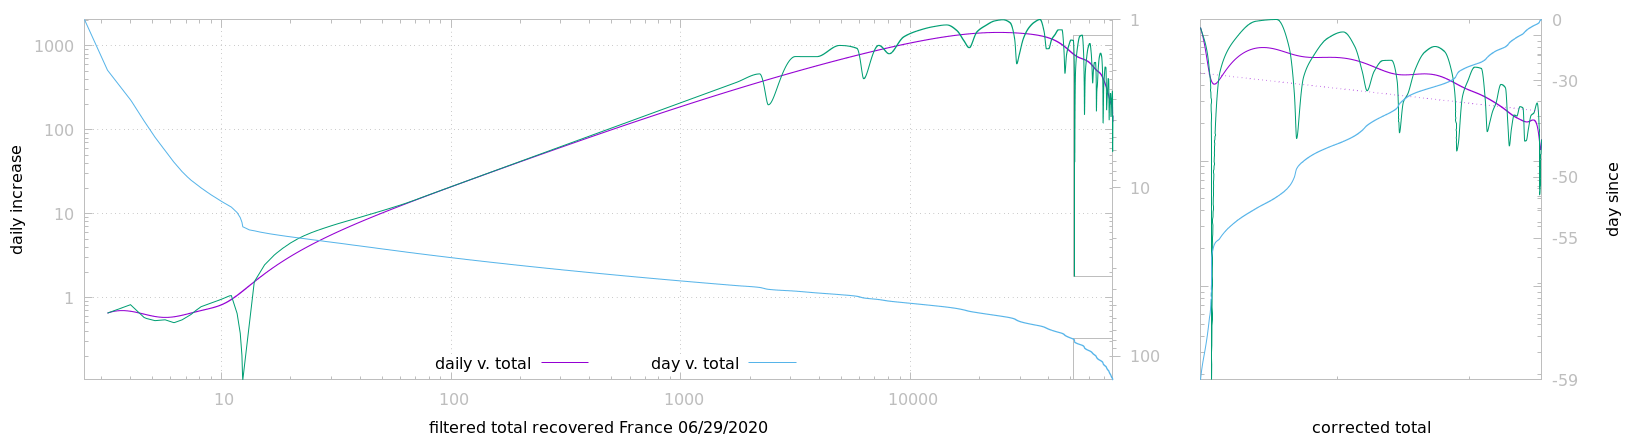 1000
100
10
1
daily increase
10
100
1000
10000
filtered total recovered France 06/29/2020
daily v. total
day v. total
1
10
100
0
-30
-50
-55
-59
day since
corrected total